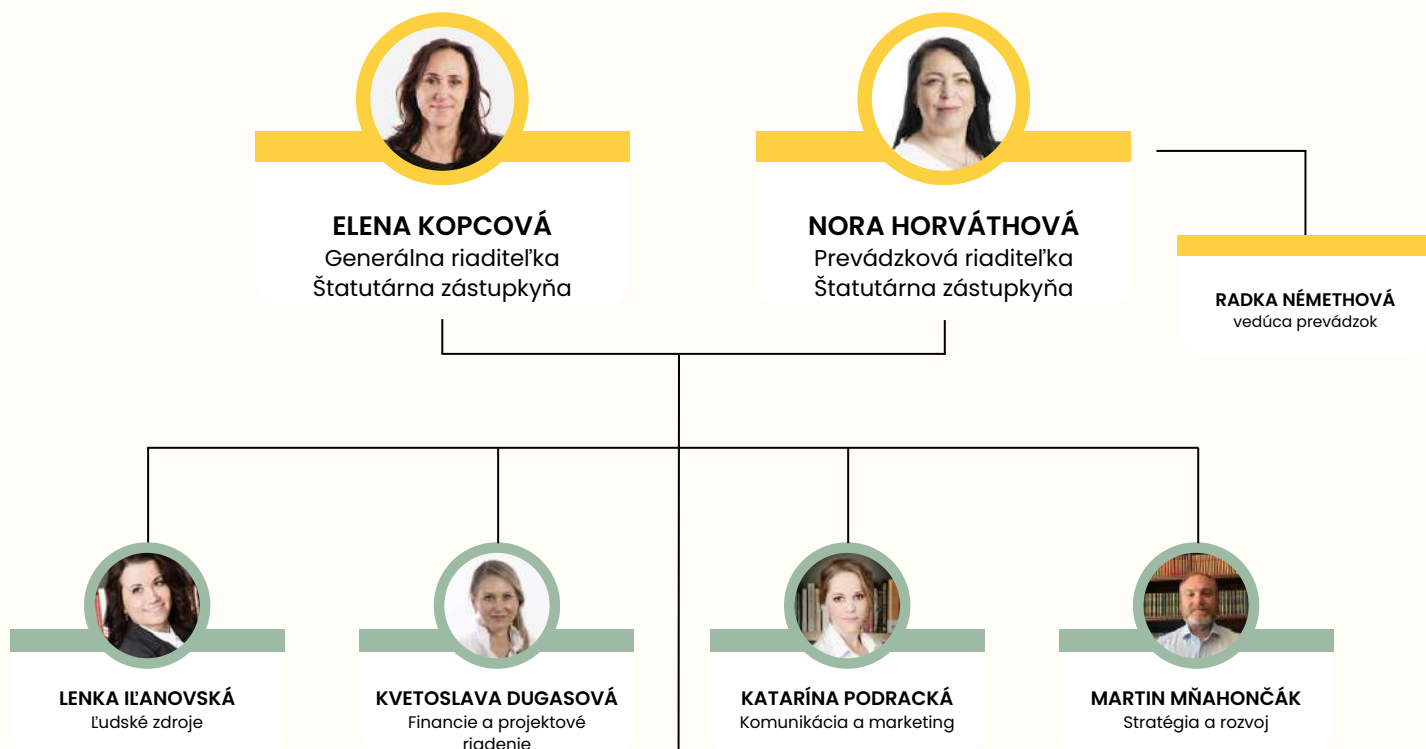 ELENA KOPCOVÁ
Generálna riaditeľka
Štatutárna zástupkyňa
NORA HORVÁTHOVÁ
Prevádzková riaditeľka
Štatutárna zástupkyňa
RADKA NÉMETHOVÁ
vedúca prevádzok
LENKA IĽANOVSKÁ
Ľudské zdroje
KVETOSLAVA DUGASOVÁ
Financie a projektové
riadenie
KATARÍNA PODRACKÁ
Komunikácia a marketing
MARTIN MŇAHONČÁK
Stratégia a rozvoj